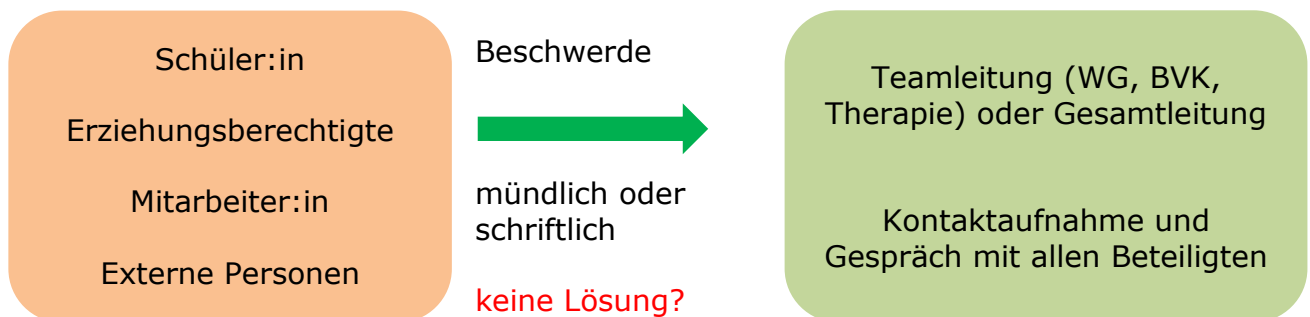 Schüler:in
Erziehungsberechtigte
Mitarbeiter:in
Externe Personen
Beschwerde
mündlich oder
schriftlich
keine Lösung?
Teamleitung (WG, BVK,
Therapie) oder Gesamtleitung
Kontaktaufnahme und
Gespräch mit allen Beteiligten